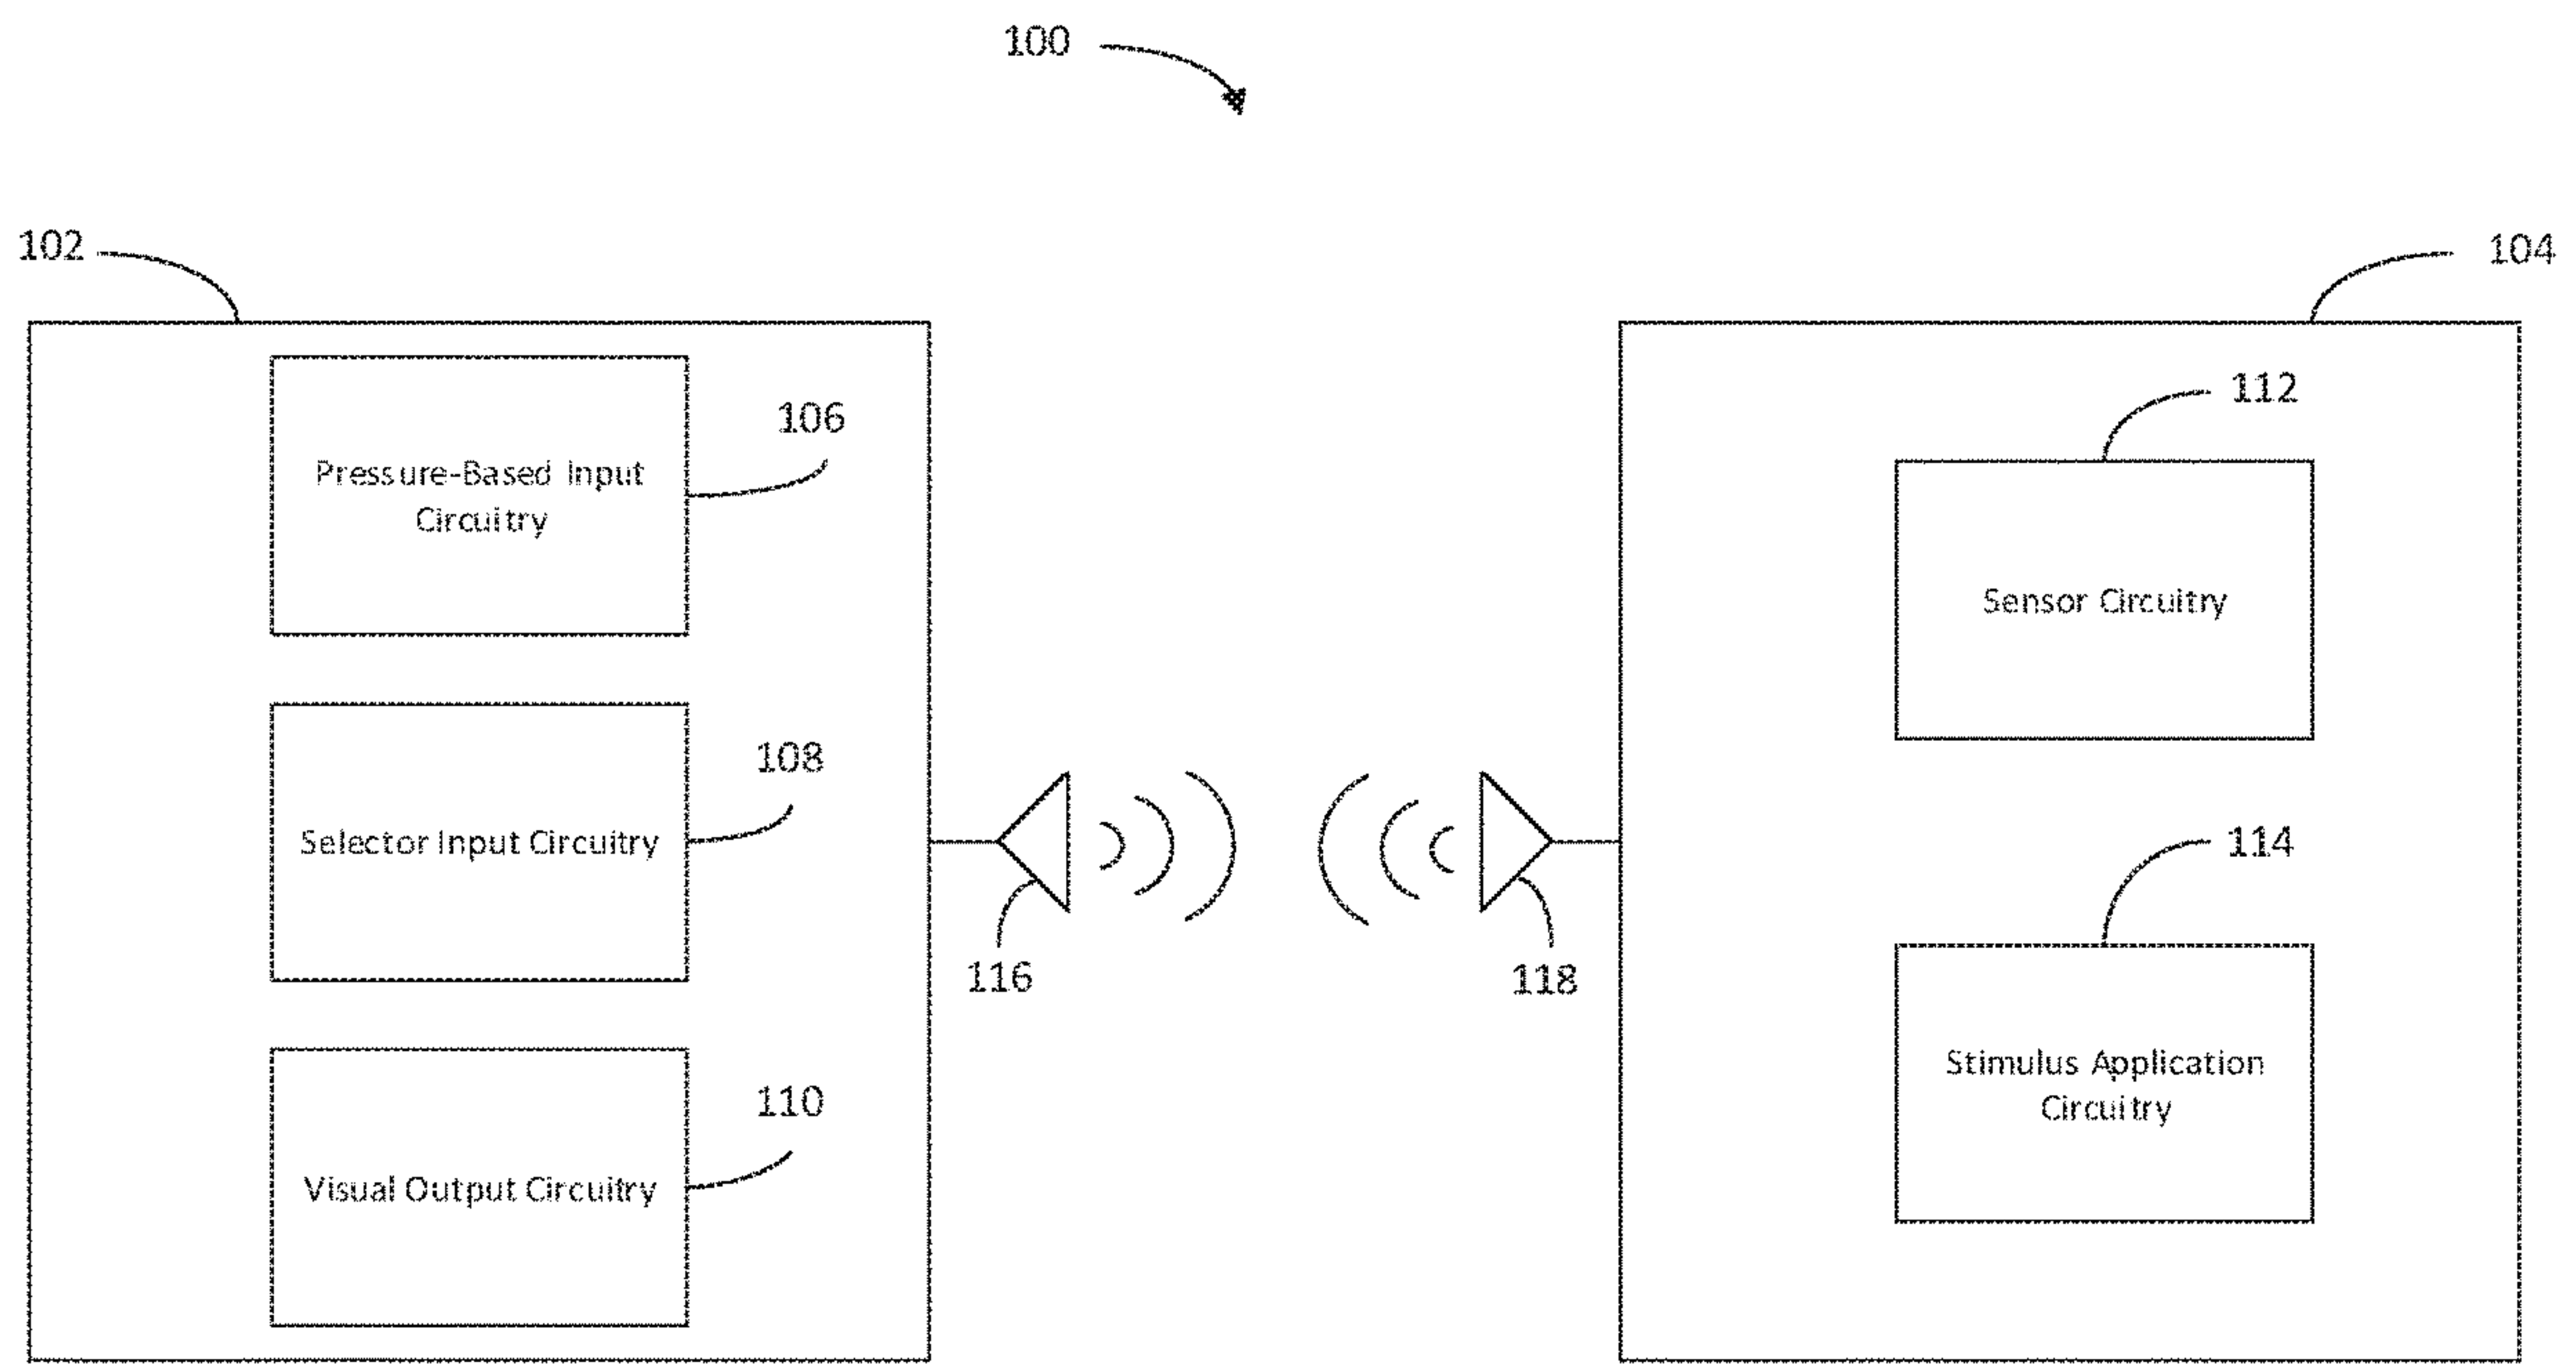 100
102
104
106
Pressure-Based Input
Circuitry
112
Sensor Circuitry
108
Selector Input Circuitry
116
118
114
Stimulus Application
Circuitry
110
Visual Output Circuitry